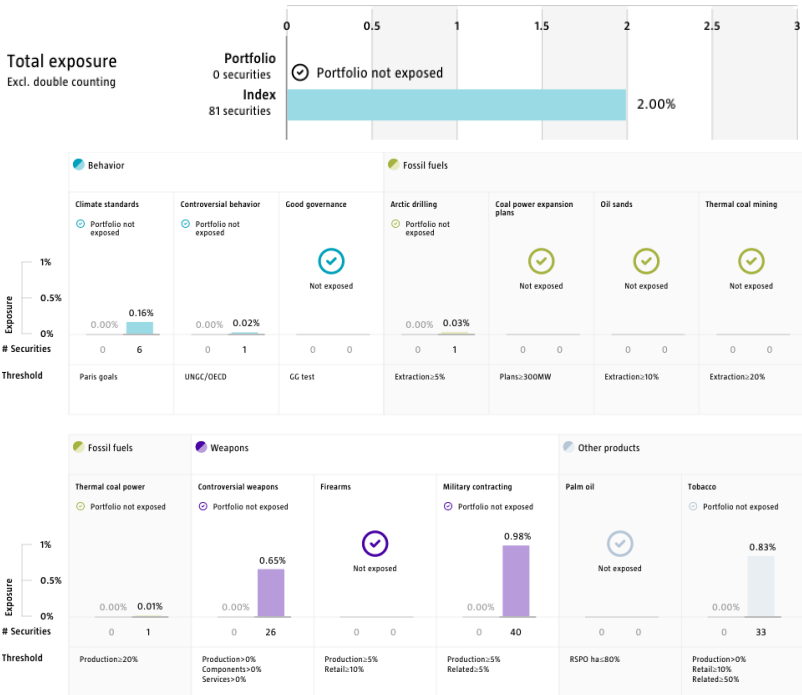 0 0.5 1 1.5 2 2.5 3
Total exposure
Excl. double counting
Portfolio
0 securities
Portfolio not exposed
Index
81 securities
2.00%
Behavior
Fossil fuels
Climate standards
Controversial behavior
Good governance
Arctic drilling
Coal power expansion
plans
Oil sands
Thermal coal mining
Portfolio not
exposed
Portfolio not
exposed
Portfolio not
exposed
Not exposed
Not exposed
Not exposed
Not exposed
Exposure
1%
0.5%
0%
0.00% 0.16%
0.00% 0.02%
0.00% 0.03%
# Securities 0 6 0 1 0 0 0 1 0 0 0 0 0 0
Threshold Paris goals UNGC/OECD GG test Extraction≥5% Plans≥300MW Extraction≥10% Extraction≥20%
Fossil fuels
Weapons
Other products
Thermal coal power
Controversial weapons
Firearms
Military contracting
Palm oil
Tobacco
Portfolio not exposed
Portfolio not exposed
Portfolio not exposed
Portfolio not exposed
Not exposed
Not exposed
Exposure
1%
0.5%
0%
0.00% 0.01%
0.00% 0.65%
0.00% 0.98%
0.00% 0.83%
# Securities 0 1 0 26 0 0 0 40 0 0 0 33
Threshold Production≥20%
Production>0%
Components>0%
Services>0%
Production≥5%
Retail≥10%
Production≥5%
Related≥5%
RSPO ha≤80%
Production>0%
Retail≥10%
Related≥50%